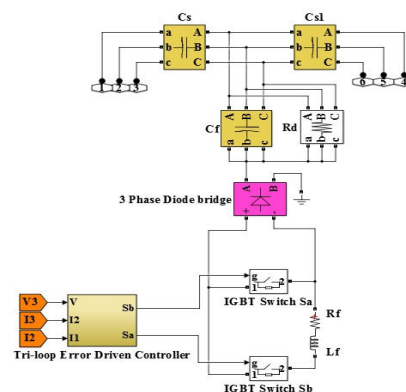 Cs
Cs1
a A
b B
c C
a A
b B
c C
1 2 3
6 5 4
A B C
A B C
Cf
Rd
a b c
a b c
3 Phase Diode bridge
A B
+ -
V3
I3
I2
V
I2
I1
Sb
Sa
Tri-loop Error Driven Controller
g
1 2
IGBT Switch Sa
g
1 2
IGBT Switch Sb
Rf
Lf